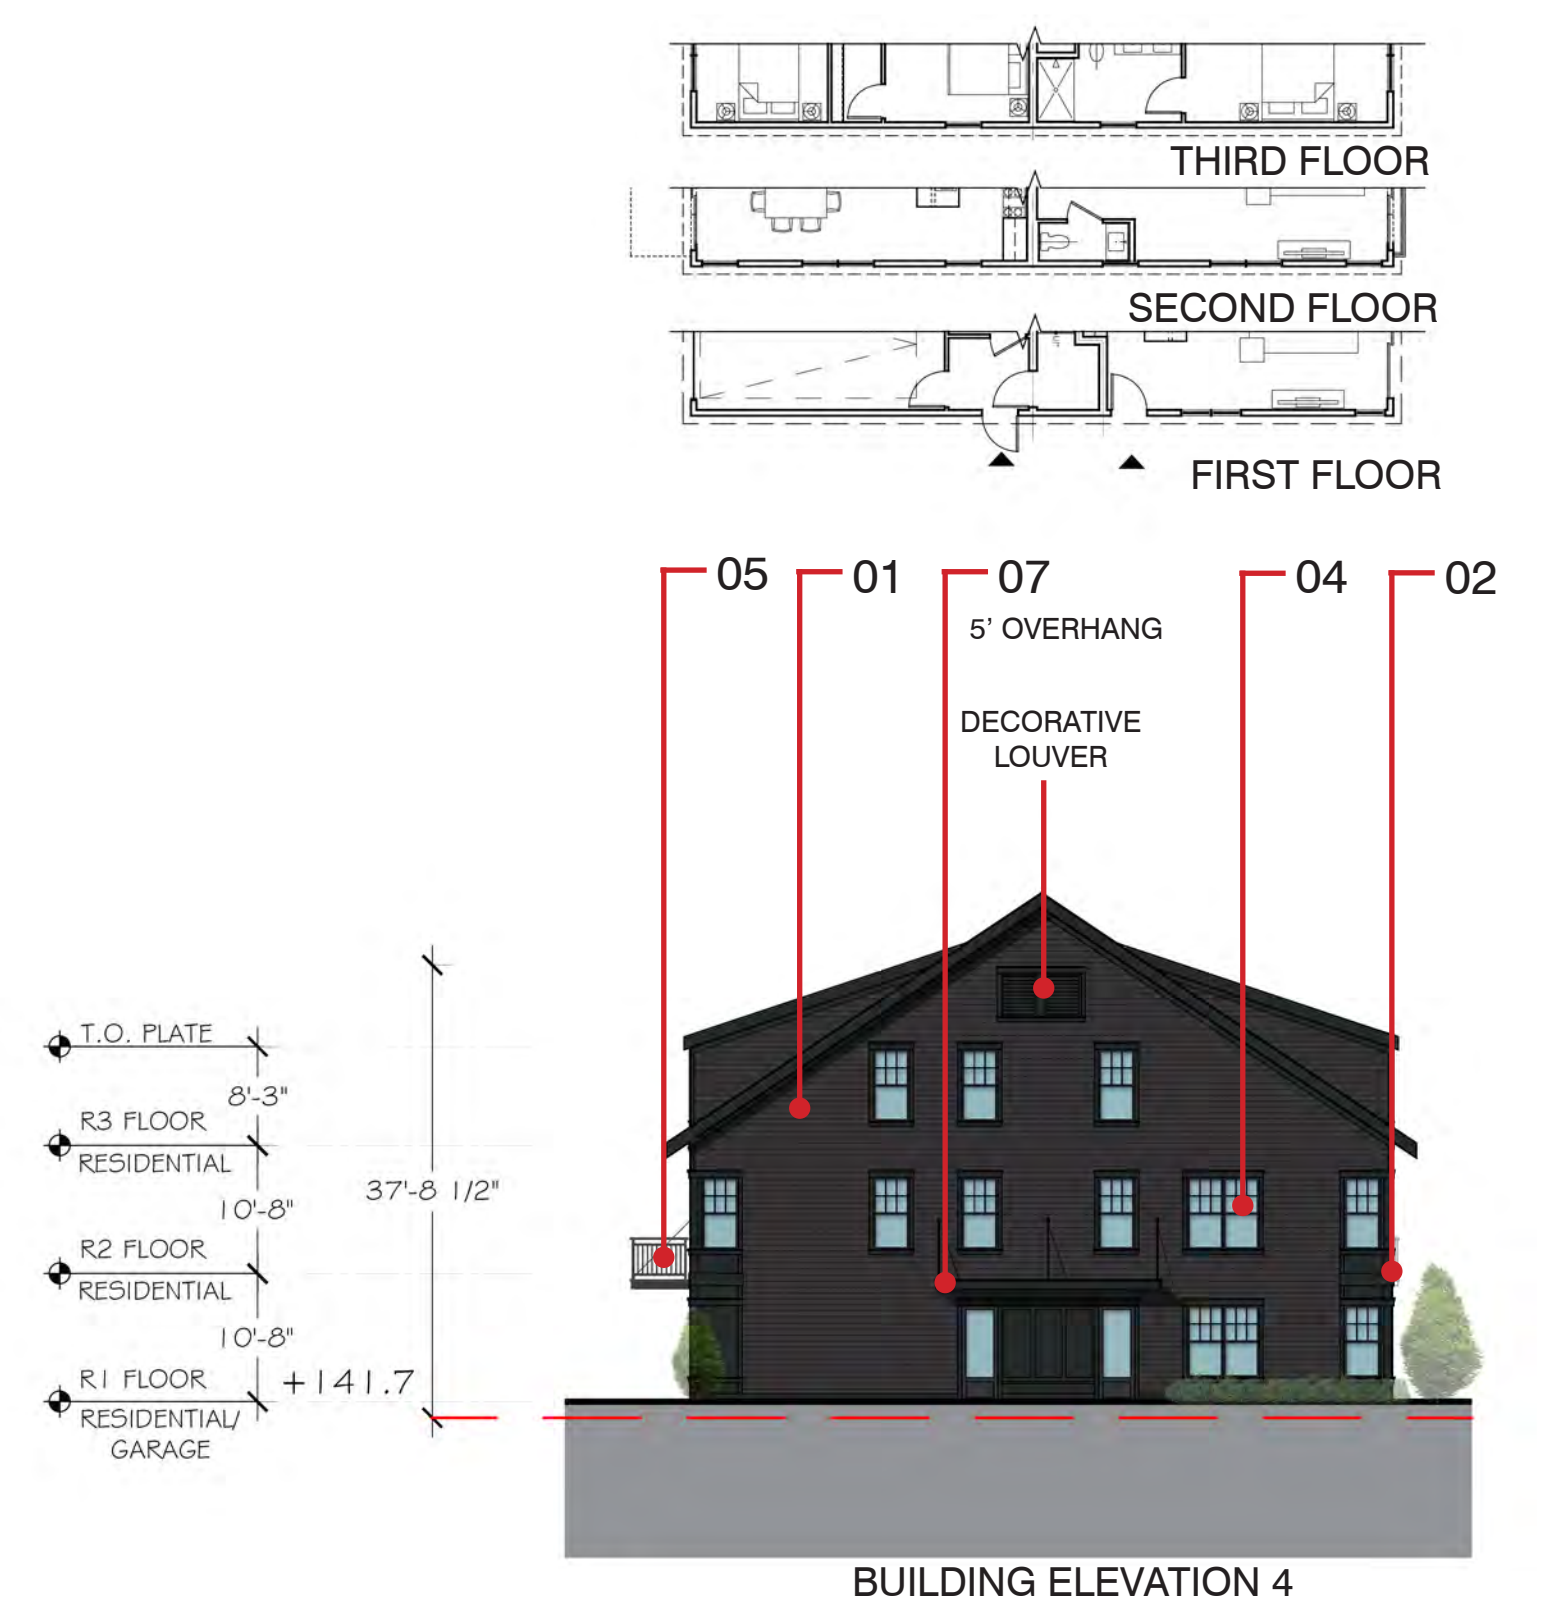 THIRD FLOOR
SECOND FLOOR
FIRST FLOOR
05
01
07
04
02
5’ OVERHANG
DECORATIVE
LOUVER
T.O. PLATE
8'-3"
R3 FLOOR
RESIDENTIAL
10'-8"
37'-8 1/2"
R2 FLOOR
RESIDENTIAL
10'-8"
R1 FLOOR
+141.7
RESIDENTIAL/
GARAGE
BUILDING ELEVATION 4